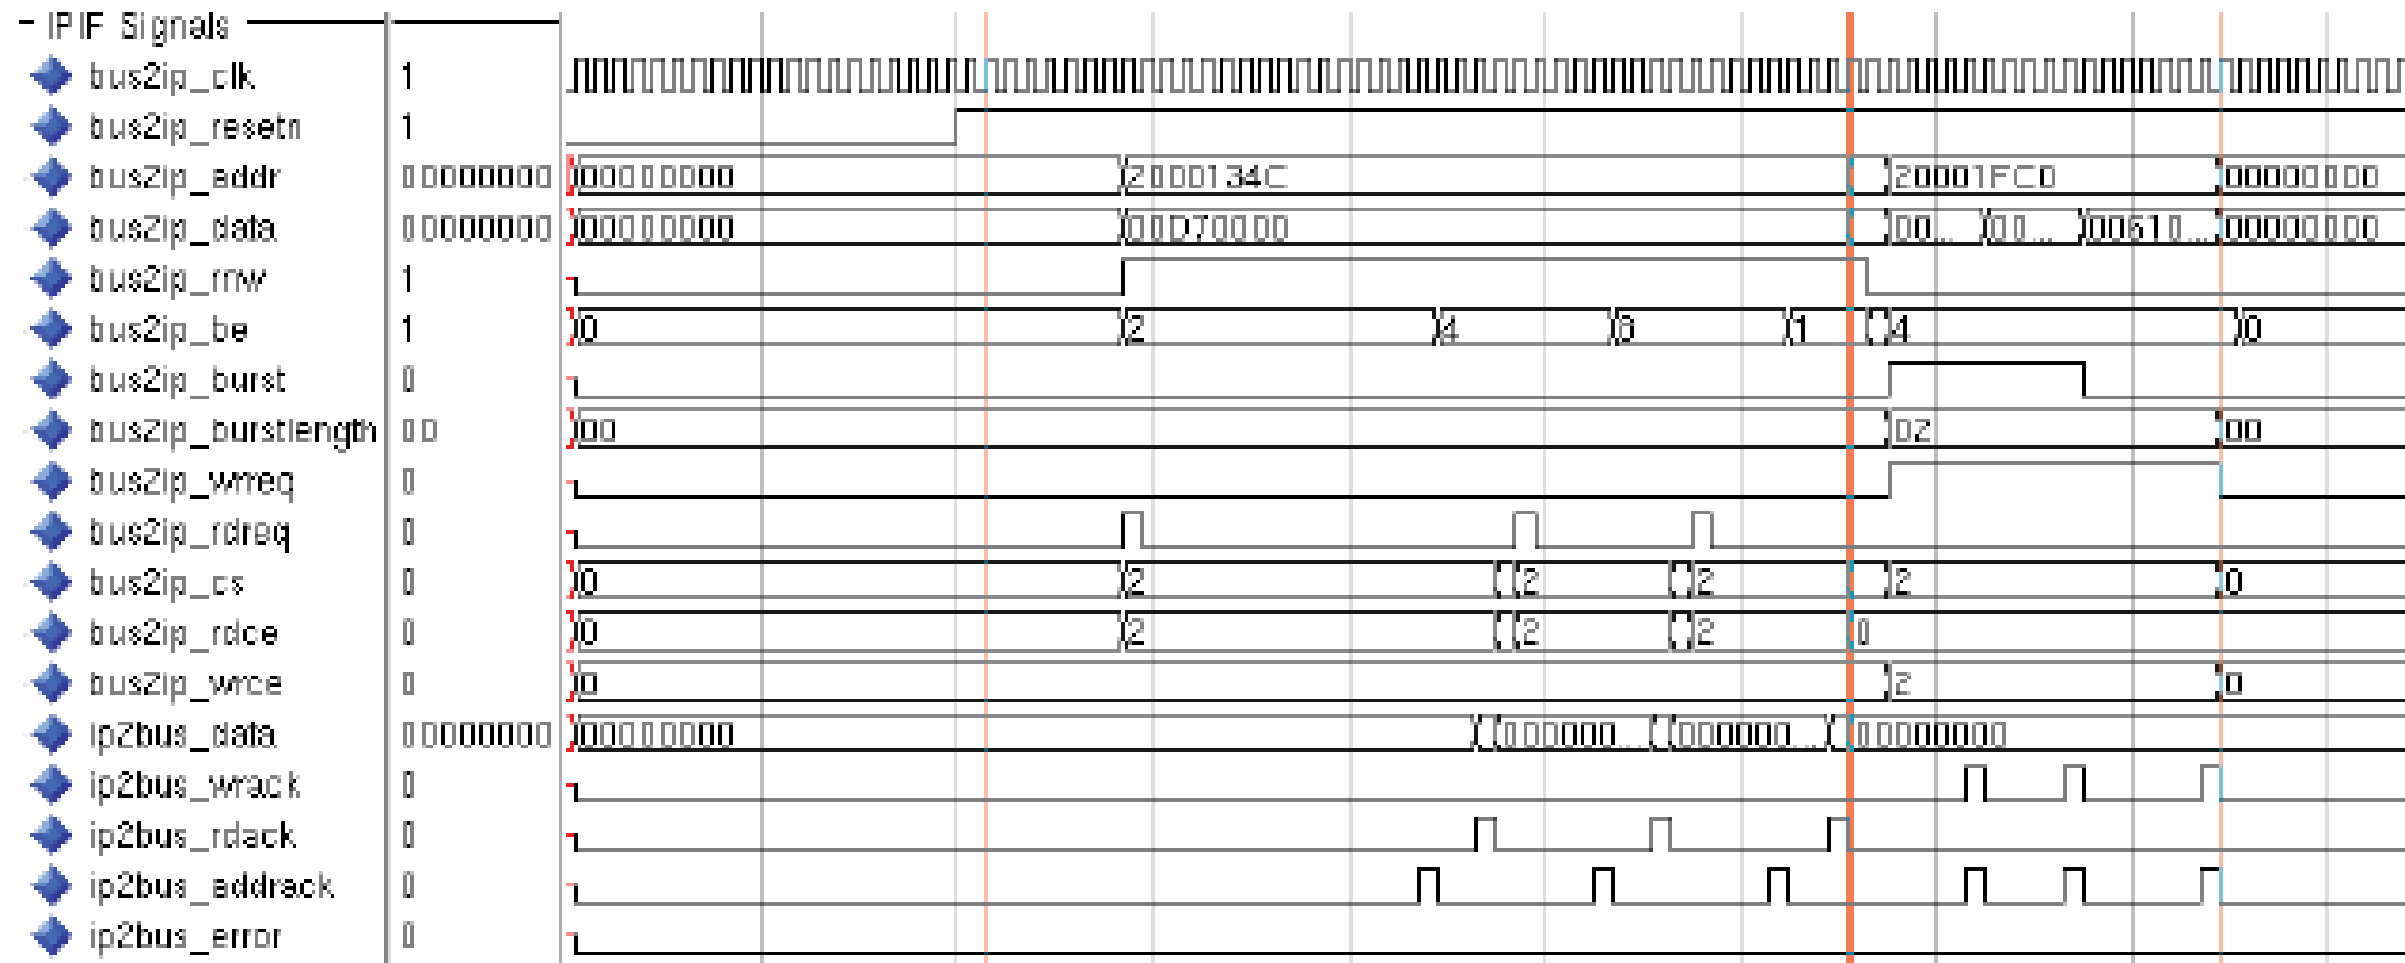 IPIF Signals
bus2ip_clk 1
bus2ip_resetn 1
bus2ip_addr 00000000 00000000 2000134C 20001FC0 00000000
bus2ip_data 00000000 00000000 00D70000 00... 00... 00610... 00000000
bus2ip_rnw 1
bus2ip_be 1 0 2 4 8 1 4 0
bus2ip_burst 0
bus2ip_burstlength 00 00 02 00
bus2ip_wrreq 0
bus2ip_rdreq 0
bus2ip_cs 0 0 2 2 2 2 0
bus2ip_rdce 0 0 2 2 2 0
bus2ip_wrce 0 0 2 0
ip2bus_data 00000000 00000000 000000... 000000... 00000000
ip2bus_wrack 0
ip2bus_rdack 0
ip2bus_addrack 0
ip2bus_error 0